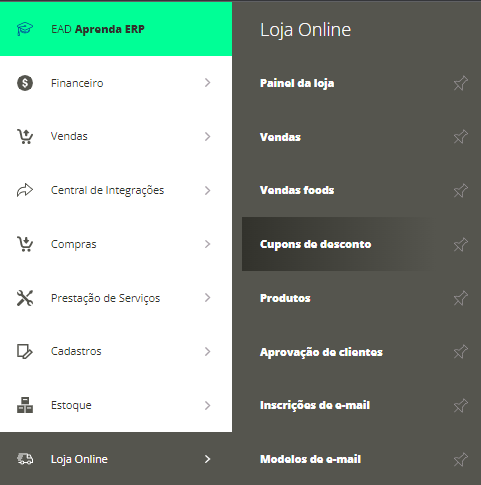 EAD Aprenda ERP
Financeiro
Vendas
Central de Integrações
Compras
Prestação de Serviços
Cadastros
Estoque
Loja Online
Loja Online
Painel da loja
Vendas
Vendas foods
Cupons de desconto
Produtos
Aprovação de clientes
Inscrições de e-mail
Modelos de e-mail